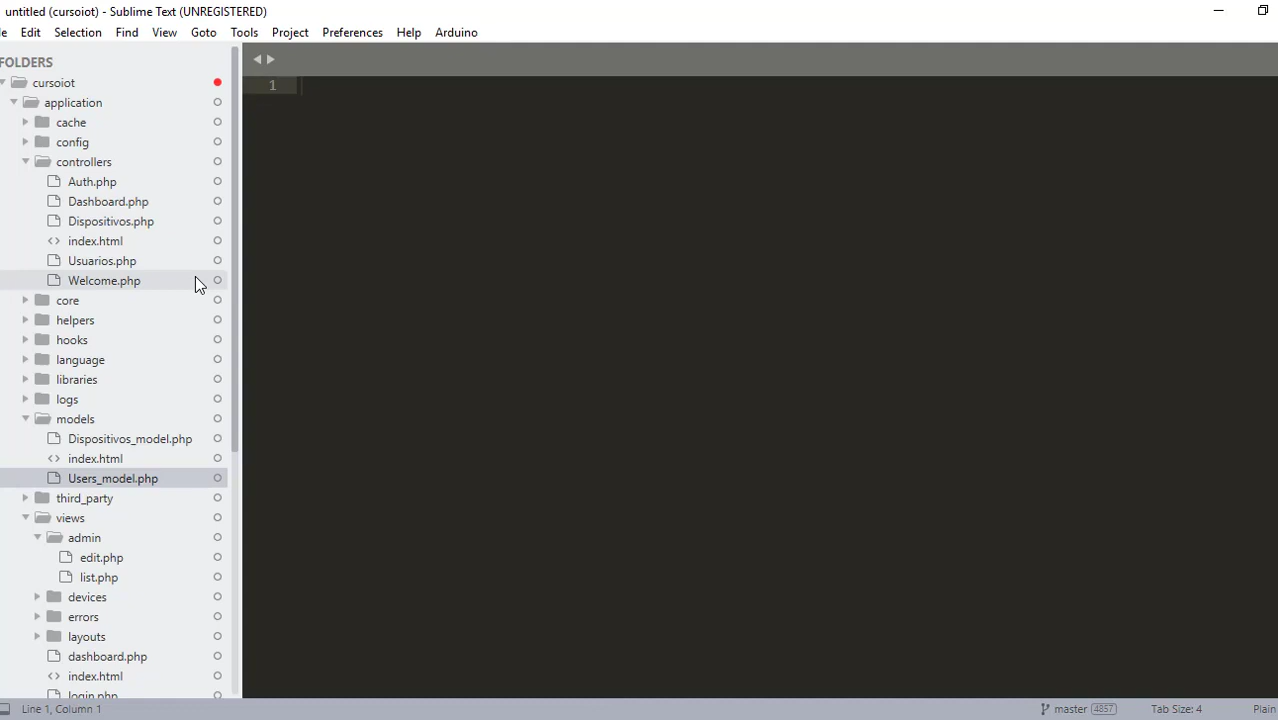 untitled (cursoiot) - Sublime Text (UNREGISTERED)
Edit Selection Find View Goto Tools Project Preferences Help Arduino
FOLDERS
cursoiot
application
cache
1
config
controllers
Auth.php
Dashboard.php
Dispositivos.php
index.html
Usuarios.php
Welcome.php
core
helpers
hooks
language
libraries
logs
models
Dispositivos_model.php
index.html
Users_model.php
third_party
views
admin
edit.php
list.php
devices
errors
layouts
dashboard.php
index.html
login.php
Line 1, Column 1 master 4857 Tab Size: 4 Plain